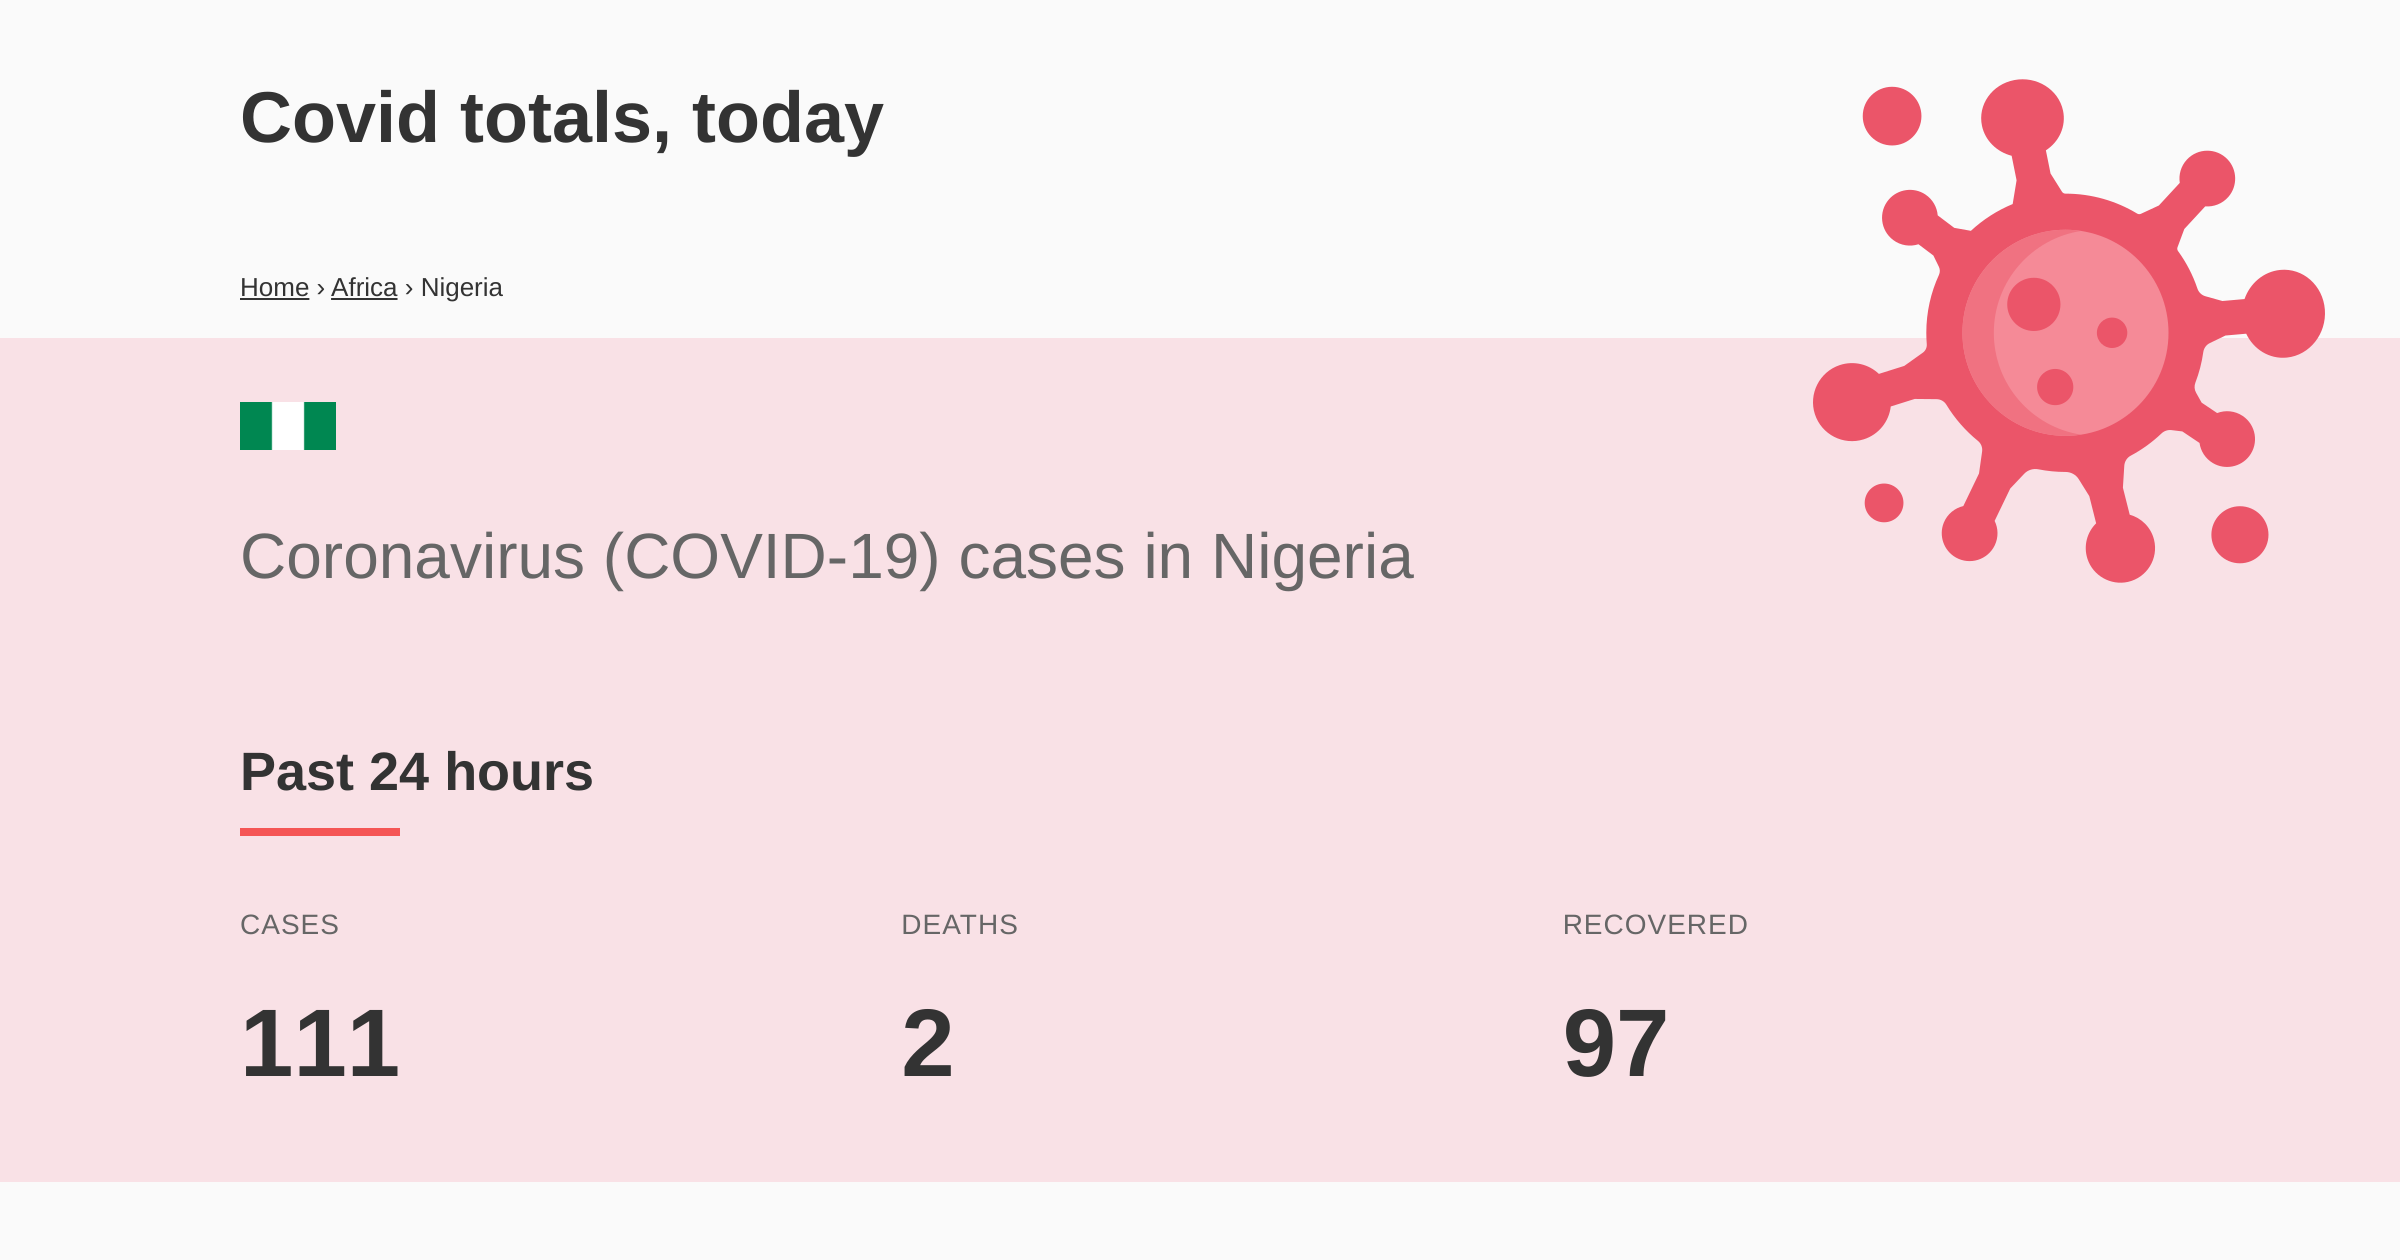 Covid totals, today
Home › Africa › Nigeria
Coronavirus (COVID-19) cases in Nigeria
Past 24 hours
CASES DEATHS RECOVERED
111 2 97